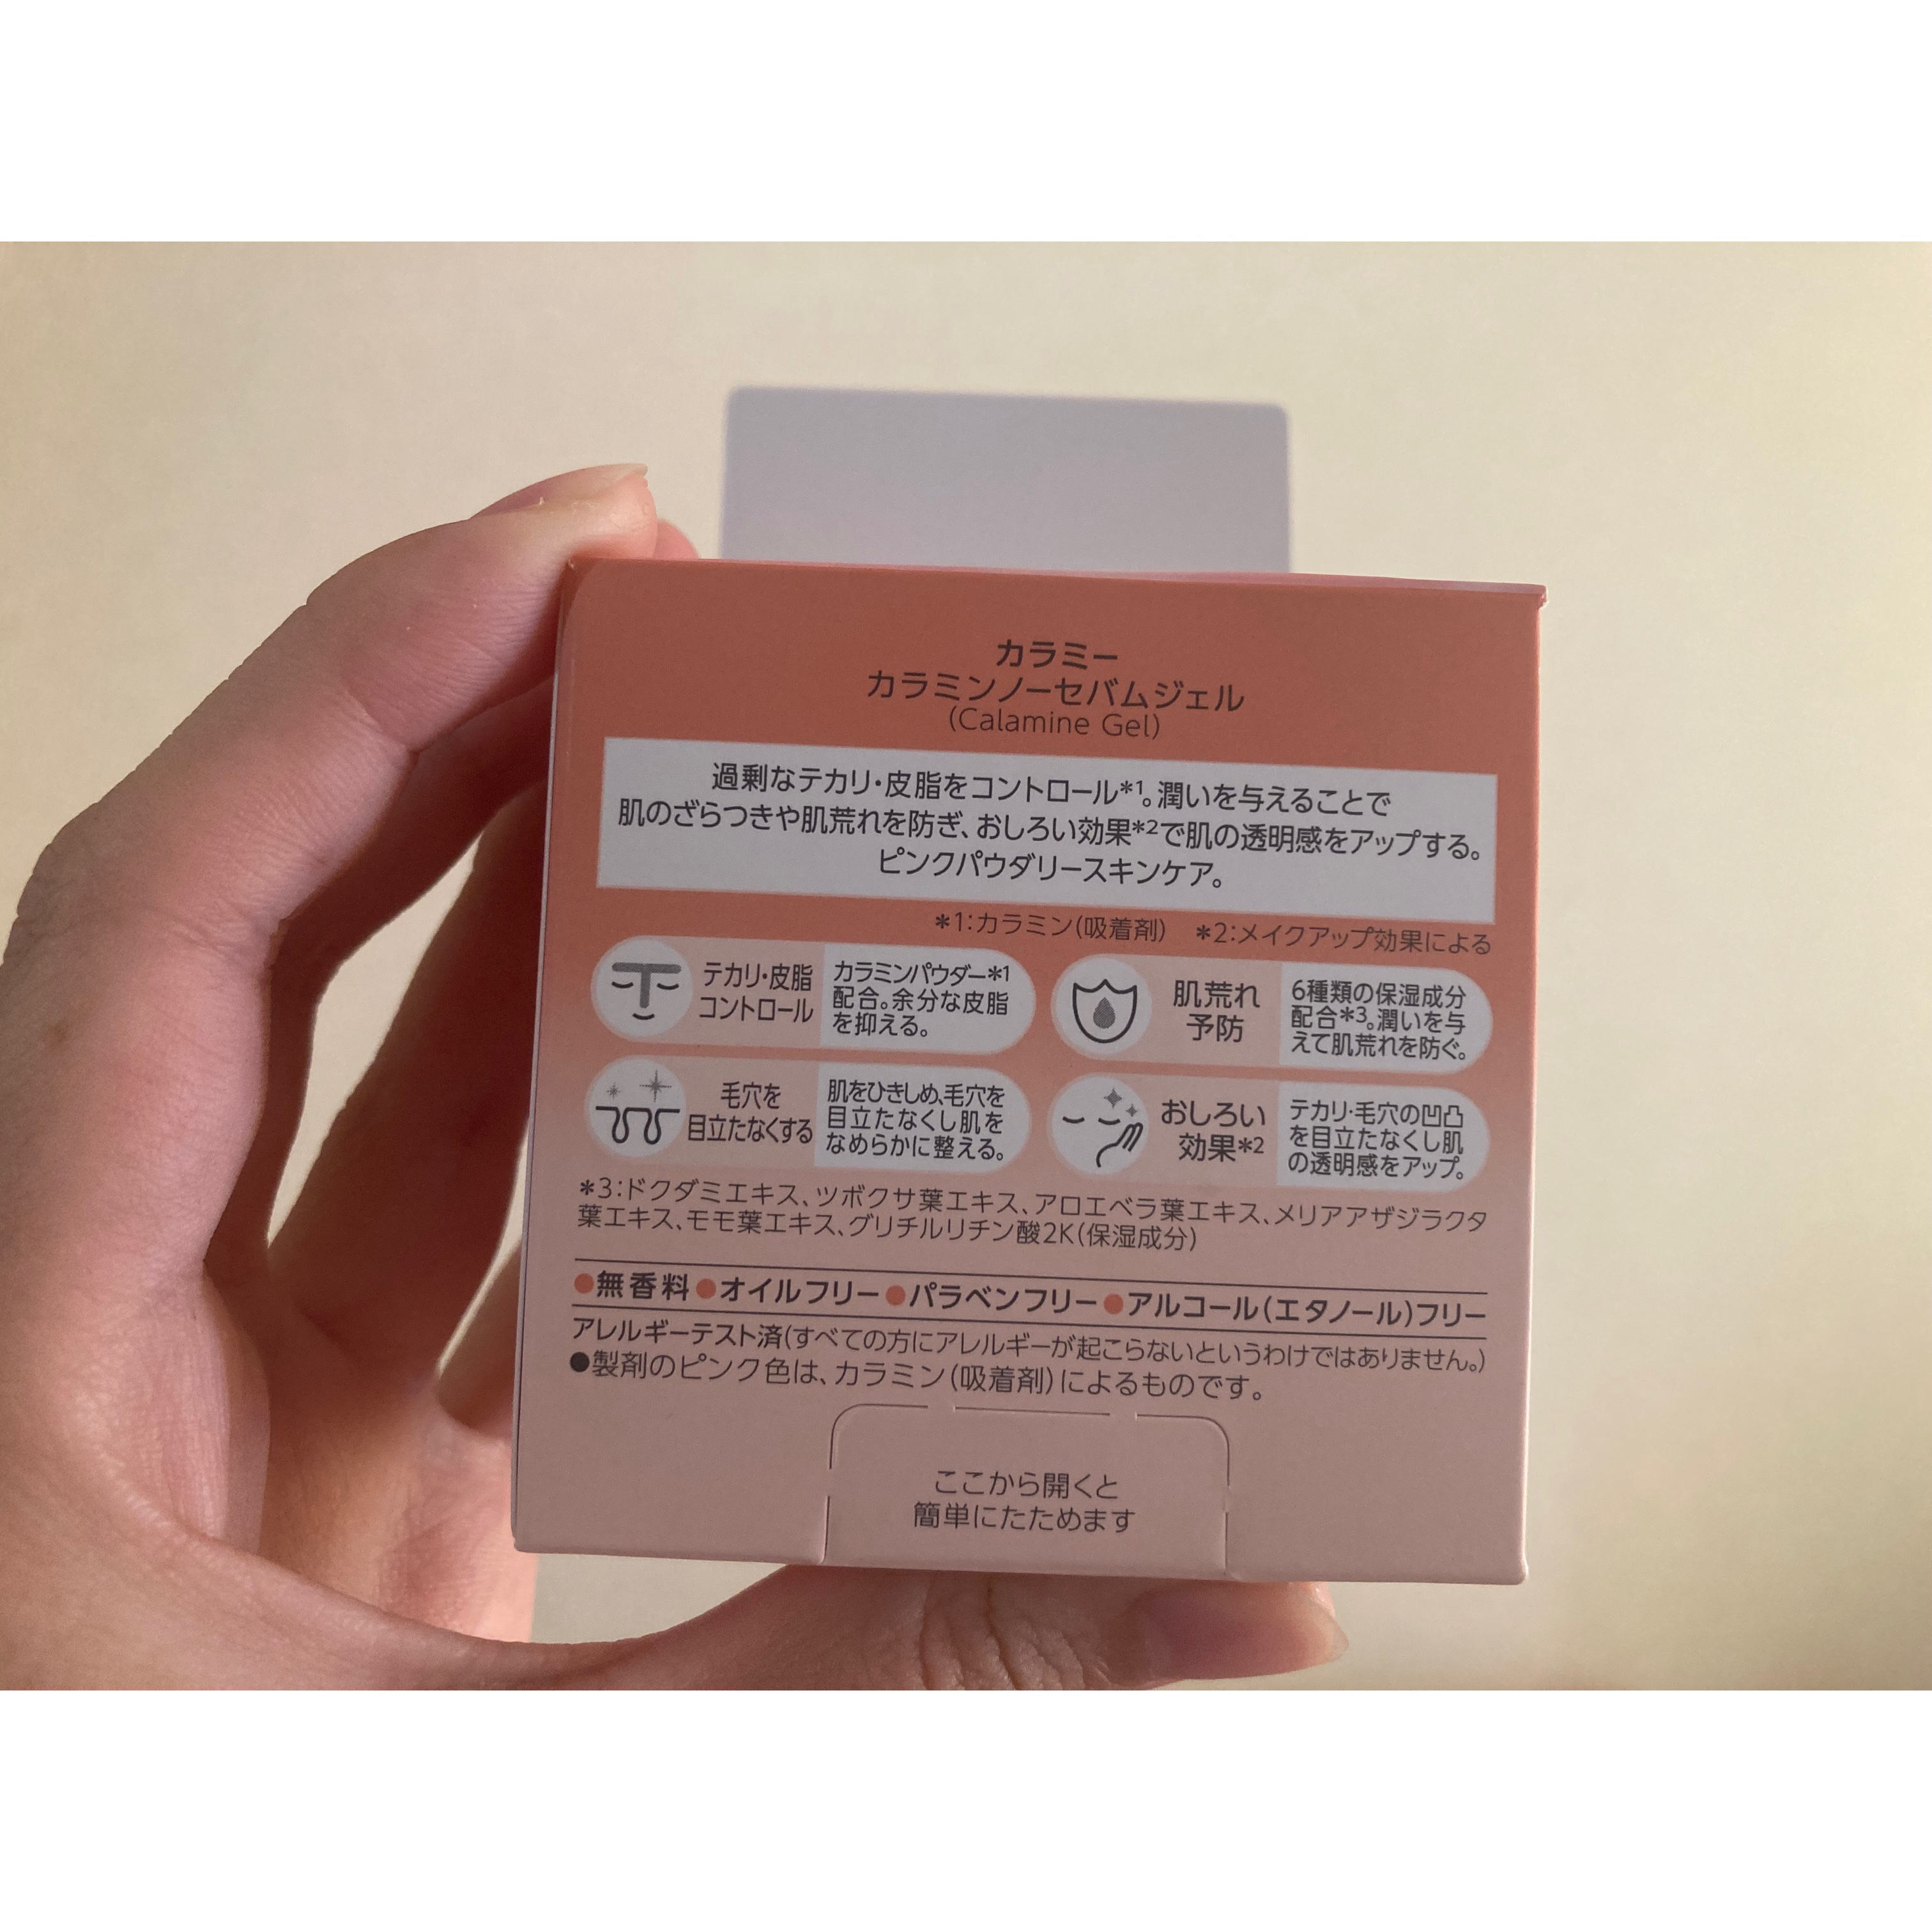 カラミー
カラミンノーセバムジェル
(Calamine Gel)
過剰なテカリ・皮脂をコントロール*1。潤いを与えることで
肌のざらつきや肌荒れを防ぎ、おしろい効果*2で肌の透明感をアップする。
ピンクパウダリースキンケア。
*1:カラミン(吸着剤) *2:メイクアップ効果による
テカリ・皮脂
コントロール
カラミンパウダー*1
配合。余分な皮脂
を抑える。
肌荒れ
予防
6種類の保湿成分
配合*3。潤いを与
えて肌荒れを防ぐ。
毛穴を
目立たなくする
肌をひきしめ、毛穴を
目立たなくし肌を
なめらかに整える。
おしろい
効果*2
テカリ・毛穴の凹凸
を目立たなくし肌
の透明感をアップ。
*3:ドクダミエキス、ツボクサ葉エキス、アロエベラ葉エキス、メリアアザジラクタ
葉エキス、モモ葉エキス、グリチルリチン酸2K(保湿成分)
●無香料●オイルフリー●パラベンフリー●アルコール(エタノール)フリー
アレルギーテスト済(すべての方にアレルギーが起こらないというわけではありません。)
●製剤のピンク色は、カラミン(吸着剤)によるものです。
ここから開くと
簡単にたためます